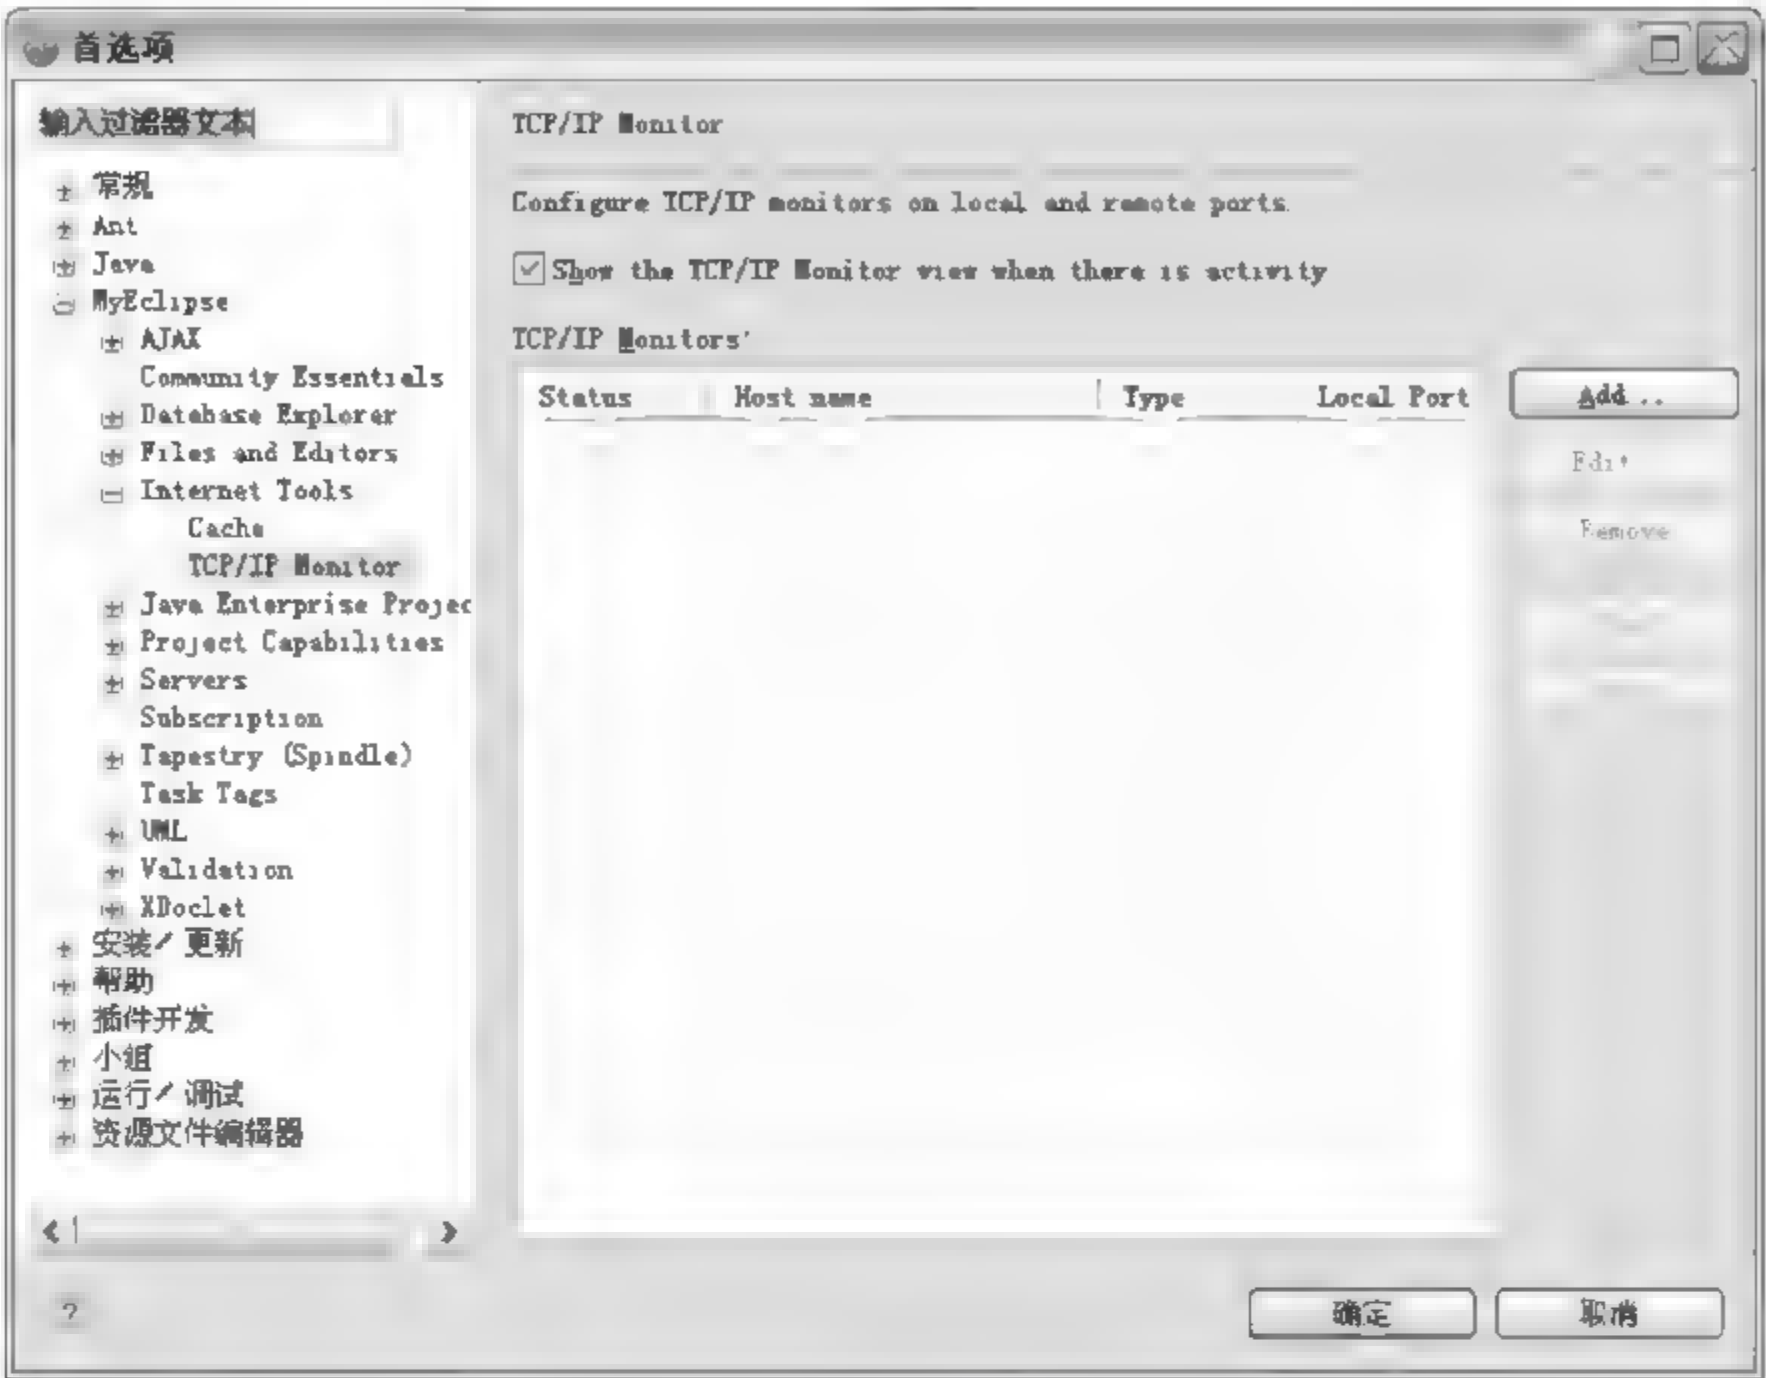 首选项
输入过滤器文本
常规
Ant
Java
MyEclipse
AJAX
Community Essentials
Database Explorer
Files and Editors
Internet Tools
Cache
TCP/IP Monitor
Java Enterprise Projec
Project Capabilities
Servers
Subscription
Tapestry (Spindle)
Task Tags
UML
Validation
XDoclet
安装/更新
帮助
插件开发
小组
运行/调试
资源文件编辑器
TCP/IP Monitor
Configure TCP/IP monitors on local and remote ports.
Show the TCP/IP Monitor view when there is activity
TCP/IP Monitors:
Status Host name Type Local Port
Add...
Edit
Remove
?
确定 取消